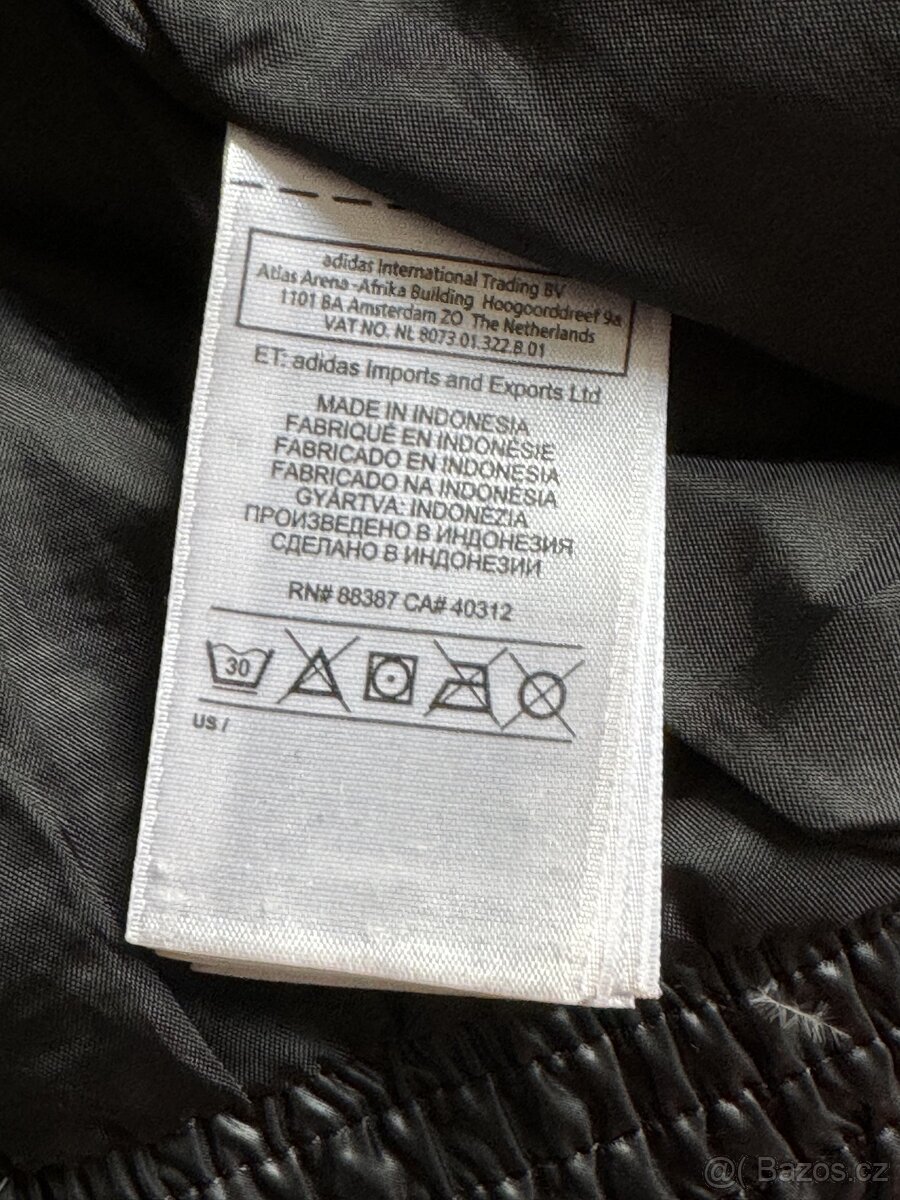 adidas International Trading BV
Atlas Arena -Afrika Building Hoogoorddreef 9a
1101 BA Amsterdam ZO The Netherlands
VAT NO. NL 8073.01.322.B.01
ET: adidas Imports and Exports Ltd
MADE IN INDONESIA
FABRIQUÉ EN INDONÉSIE
FABRICADO EN INDONESIA
FABRICADO NA INDONÉSIA
GYÁRTVA: INDONÉZIA
ПРОИЗВЕДЕНО В ИНДОНЕЗИЯ
СДЕЛАНО В ИНДОНЕЗИИ
RN# 88387 CA# 40312
30
US /
@( Bazos.cz